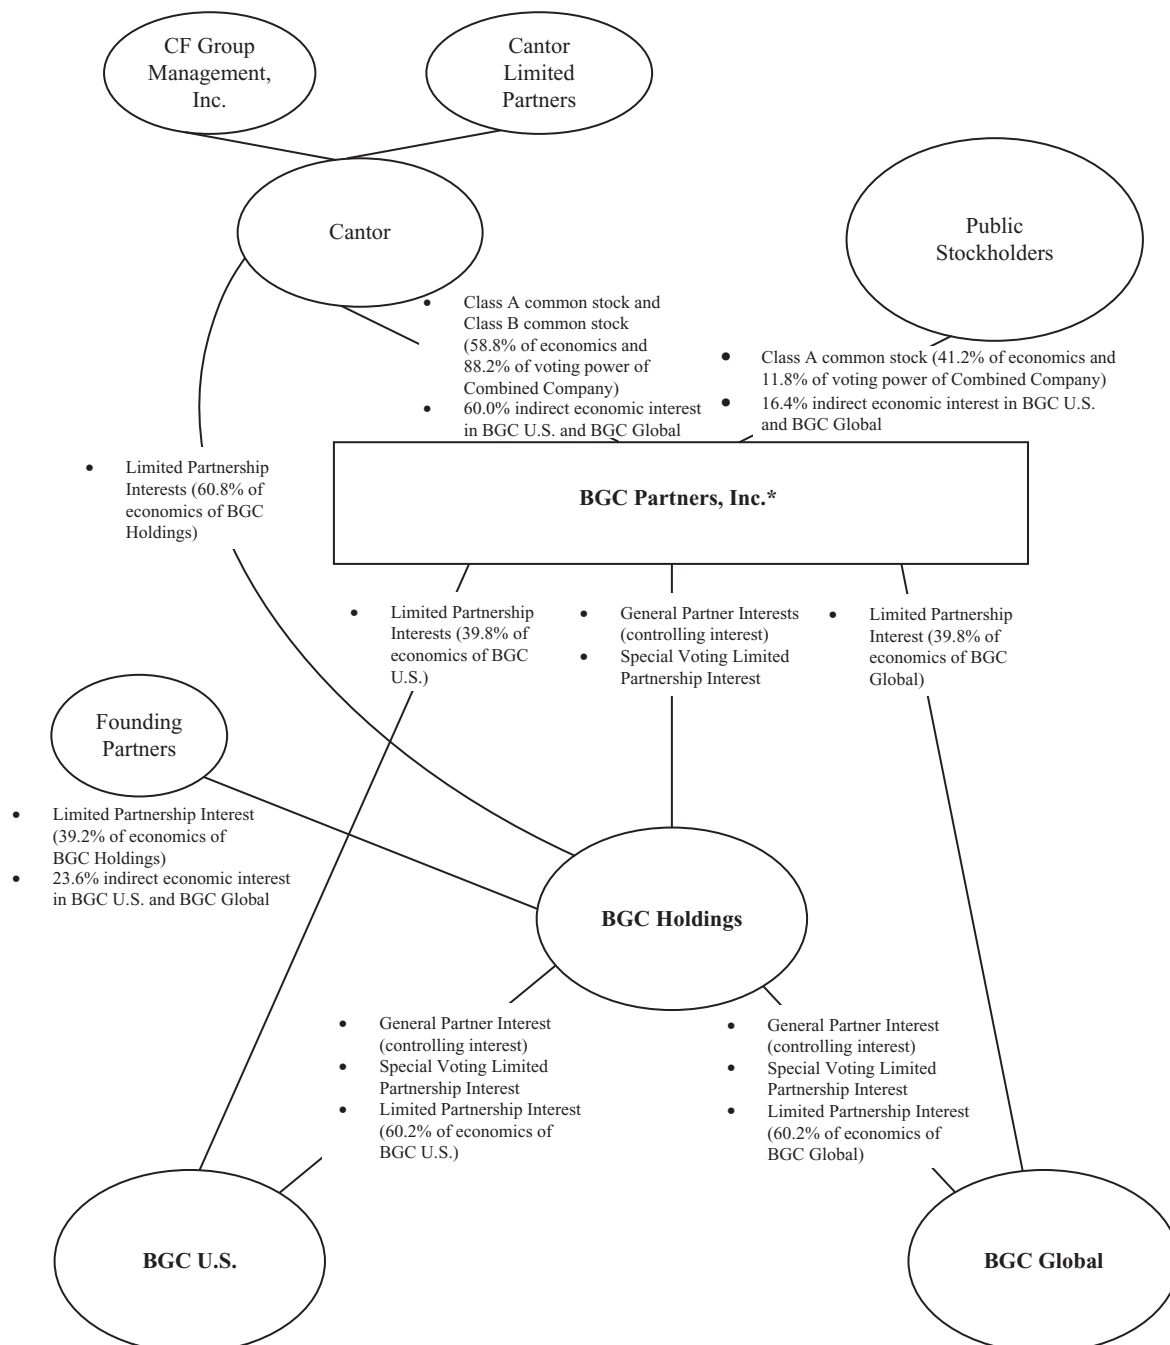 CF Group
Management,
Inc.
Cantor
Limited
Partners
Cantor
Public
Stockholders
• Class A common stock and
Class B common stock
(58.8% of economics and
88.2% of voting power of
Combined Company)
• 60.0% indirect economic interest
in BGC U.S. and BGC Global
• Class A common stock (41.2% of economics and
11.8% of voting power of Combined Company)
• 16.4% indirect economic interest in BGC U.S.
and BGC Global
• Limited Partnership
Interests (60.8% of
economics of BGC
Holdings)
BGC Partners, Inc.*
• Limited Partnership
Interests (39.8% of
economics of BGC
U.S.)
• General Partner Interests
(controlling interest)
• Special Voting Limited
Partnership Interest
• Limited Partnership
Interest (39.8% of
economics of BGC
Global)
Founding
Partners
• Limited Partnership Interest
(39.2% of economics of
BGC Holdings)
• 23.6% indirect economic interest
in BGC U.S. and BGC Global
BGC Holdings
• General Partner Interest
(controlling interest)
• Special Voting Limited
Partnership Interest
• Limited Partnership Interest
(60.2% of economics of
BGC U.S.)
• General Partner Interest
(controlling interest)
• Special Voting Limited
Partnership Interest
• Limited Partnership Interest
(60.2% of economics of
BGC Global)
BGC U.S.
BGC Global